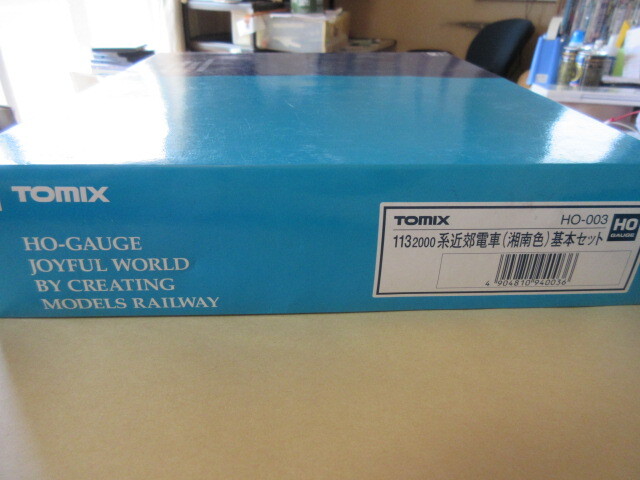 TOMIX
HO-GAUGE
JOYFUL WORLD
BY CREATING
MODELS RAILWAY
TOMIX HO-003
113 2000 系近郊電車(湘南色)基本セット
HO
GAUGE
4 904810 940036